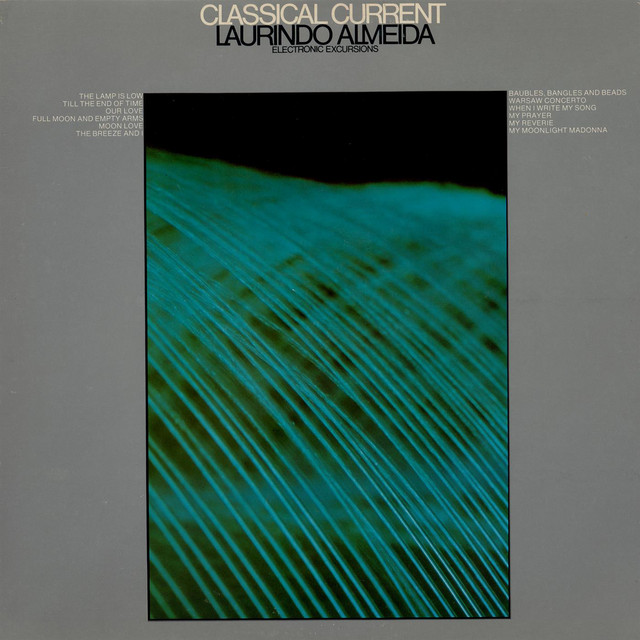 CLASSICAL CURRENT
LAURINDO ALMEIDA
ELECTRONIC EXCURSIONS
THE LAMP IS LOW
TILL THE END OF TIME
OUR LOVE
FULL MOON AND EMPTY ARMS
MOON LOVE
THE BREEZE AND I
BAUBLES, BANGLES AND BEADS
WARSAW CONCERTO
WHEN I WRITE MY SONG
MY PRAYER
MY REVERIE
MY MOONLIGHT MADONNA